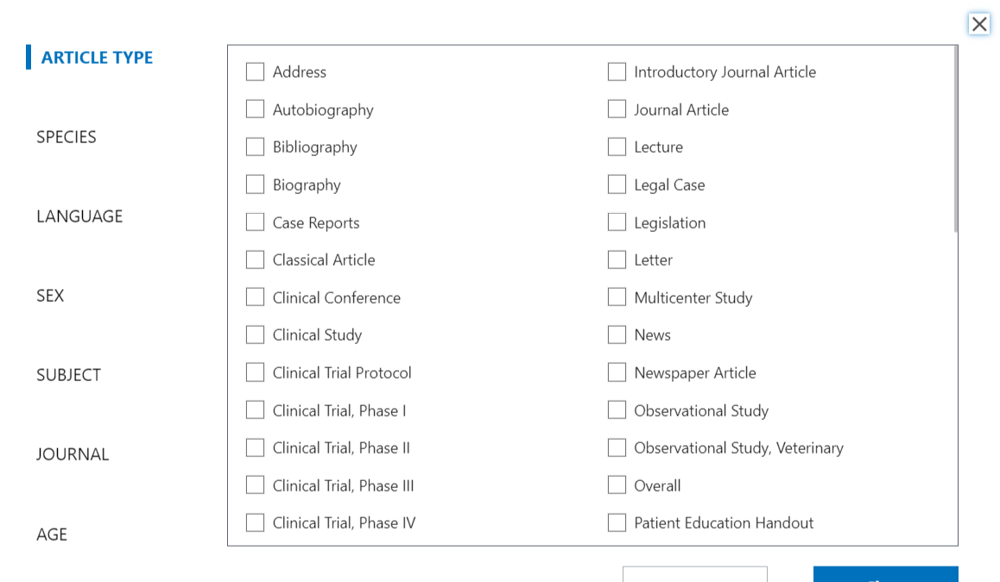 ARTICLE TYPE
SPECIES
LANGUAGE
SEX
SUBJECT
JOURNAL
AGE
Address
Autobiography
Bibliography
Biography
Case Reports
Classical Article
Clinical Conference
Clinical Study
Clinical Trial Protocol
Clinical Trial, Phase I
Clinical Trial, Phase II
Clinical Trial, Phase III
Clinical Trial, Phase IV
Introductory Journal Article
Journal Article
Lecture
Legal Case
Legislation
Letter
Multicenter Study
News
Newspaper Article
Observational Study
Observational Study, Veterinary
Overall
Patient Education Handout